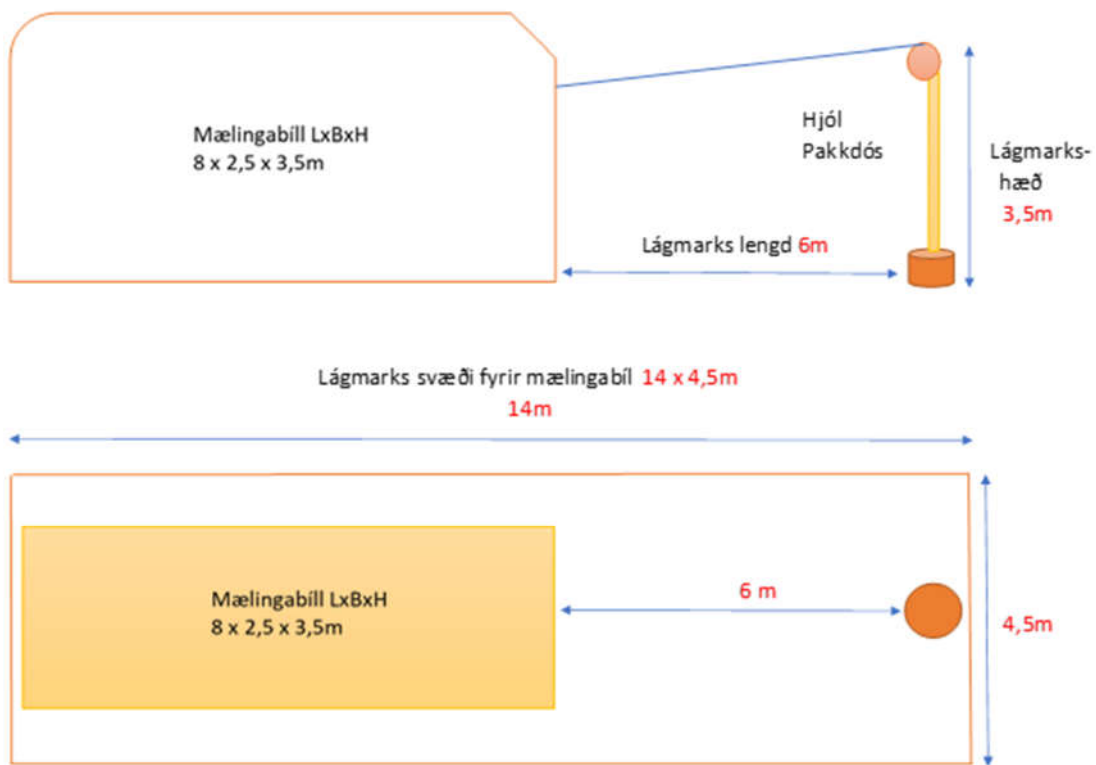 Mælingabíll LxBxH
8 x 2,5 x 3,5m
Hjól
Pakkdós
Lágmarks-
hæð
3,5m
Lágmarks lengd 6m
Lágmarks svæði fyrir mælingabíl 14 x 4,5m
14m
Mælingabíll LxBxH
8 x 2,5 x 3,5m
6 m
4,5m